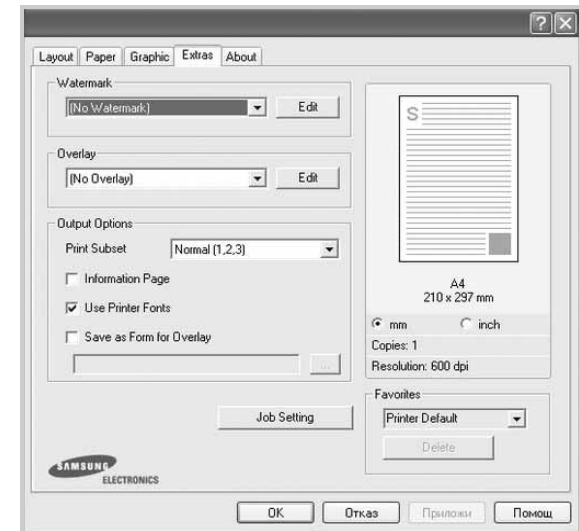 Layout Paper Graphic Extras About
Watermark
(No Watermark) Edit
Overlay
(No Overlay) Edit
Output Options
Print Subset Normal (1,2,3)
Information Page
Use Printer Fonts
Save as Form for Overlay
...
Job Setting
SAMSUNG
ELECTRONICS
S
A4
210 x 297 mm
mm inch
Copies: 1
Resolution: 600 dpi
Favorites
Printer Default
Delete
OK Отказ Приложи Помощ